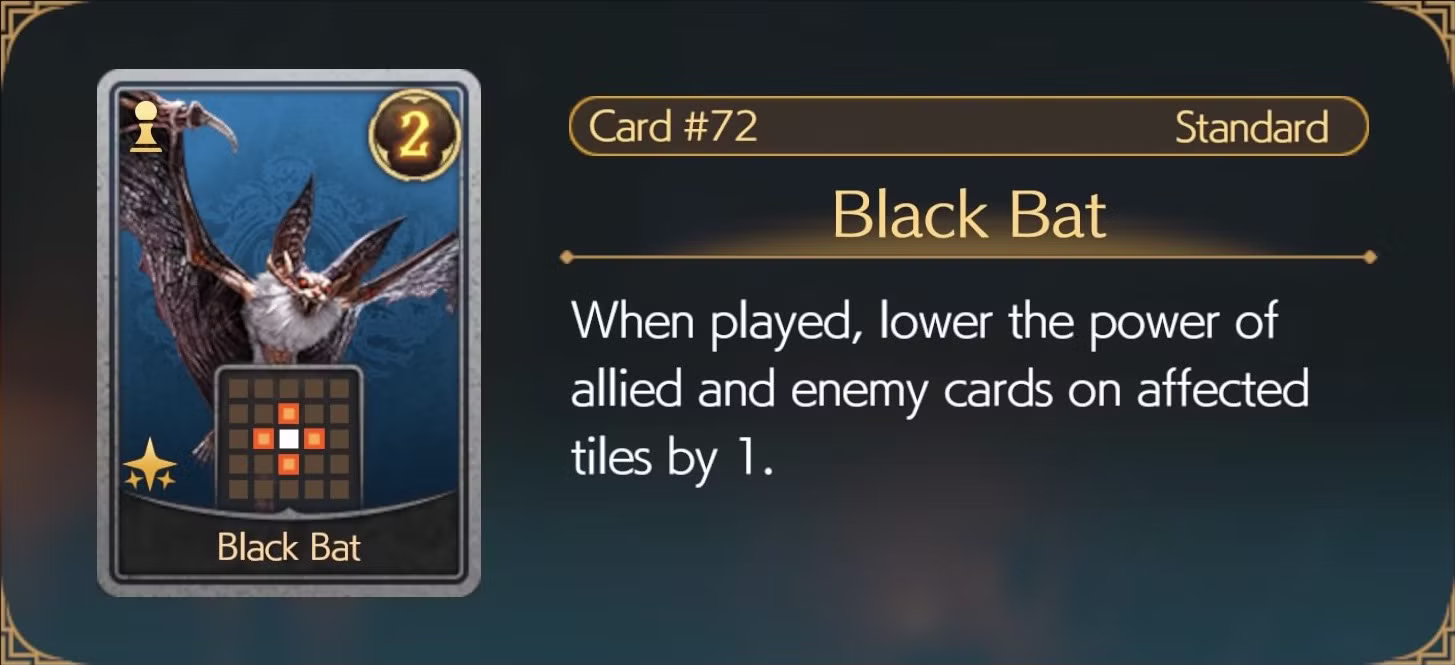 2
Black Bat
Card #72 Standard
Black Bat
When played, lower the power of
allied and enemy cards on affected
tiles by 1.